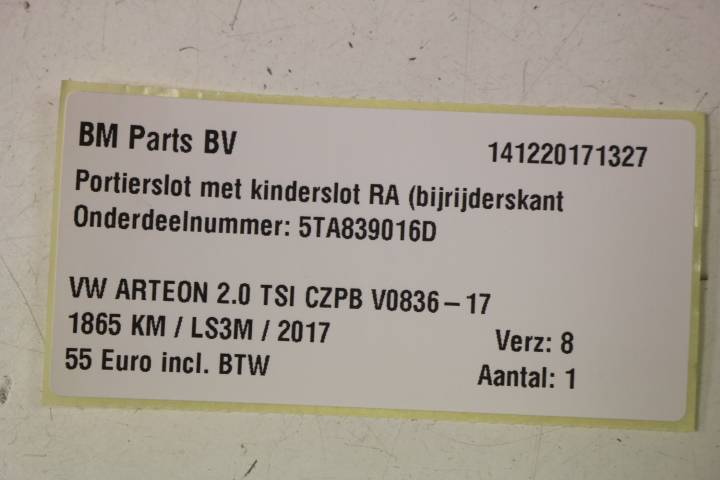 BM Parts BV 141220171327
Portierslot met kinderslot RA (bijrijderskant
Onderdeelnummer: 5TA839016D
VW ARTEON 2.0 TSI CZPB V0836-17
1865 KM / LS3M / 2017 Verz: 8
55 Euro incl. BTW Aantal: 1